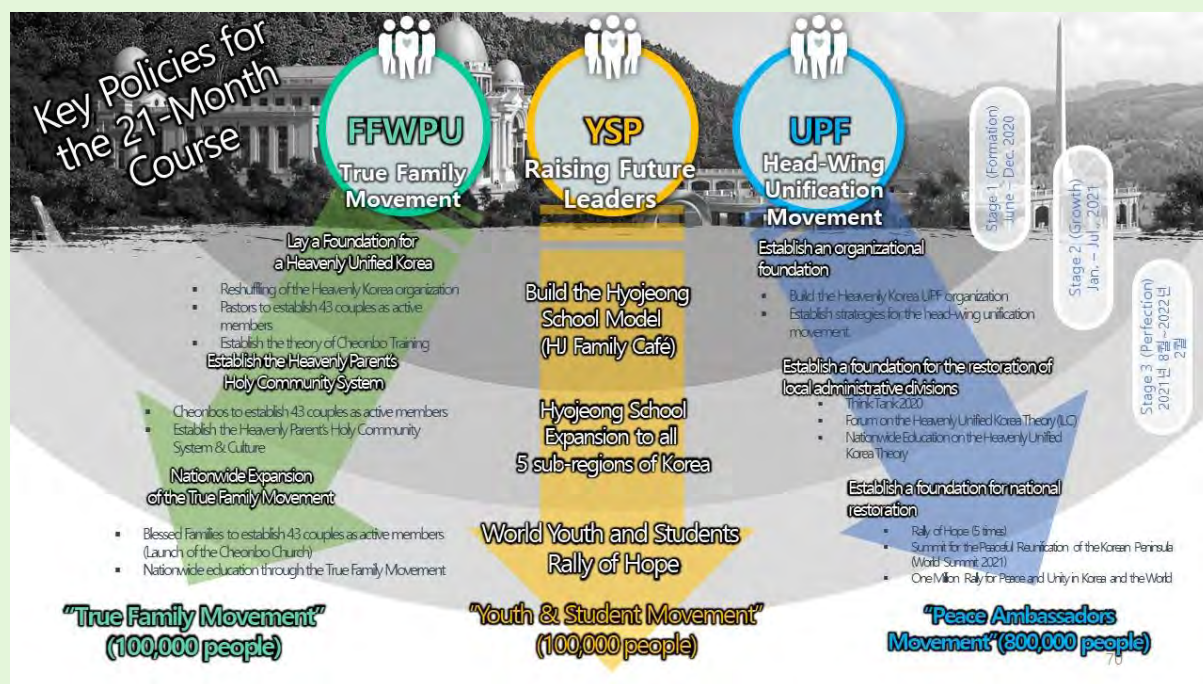 Key Policies for
the 21-Month
Course
FFWPU
True Family
Movement
Lay a Foundation for
a Heavenly Unified Korea
▪ Reshuffling of the Heavenly Korea organization
▪ Pastors to establish 43 couples as active
members
▪ Establish the theory of Cheonbo Training
Establish the Heavenly Parent's
Holy Community System
▪ Cheonbos to establish 43 couples as active members
▪ Establish the Heavenly Parent's Holy Community
System & Culture
Nationwide Expansion
of the True Family Movement
▪ Blessed Families to establish 43 couples as active members
(Launch of the Cheonbo Church)
▪ Nationwide education through the True Family Movement
"True Family Movement"
(100,000 people)
YSP
Raising Future
Leaders
Build the Hyojeong
School Model
(HJ Family Café)
Hyojeong School
Expansion to all
5 sub-regions of Korea
World Youth and Students
Rally of Hope
"Youth & Student Movement"
(100,000 people)
UPF
Head-Wing
Unification
Movement
Establish an organizational
foundation
▪ Build the Heavenly Korea UPF organization
▪ Establish strategies for the head-wing unification
movement.
Establish a foundation for the restoration of
local administrative divisions
▪ Think Tank 2020
▪ Forum on the Heavenly Unified Korea Theory (ILC)
▪ Nationwide Education on the Heavenly Unified
Korea Theory
Establish a foundation for national
restoration
▪ Rally of Hope (5 times)
▪ Summit for the Peaceful Reunification of the Korean Peninsula
(World Summit 2021)
▪ One Million Rally for Peace and Unity in Korea and the World
"Peace Ambassadors
Movement" (800,000 people)
Stage 1 (Formation)
June – Dec. 2020
Stage 2 (Growth)
Jan. – Jul. 2021
Stage 3 (Perfection)
2021년 8월~2022년
2월
70